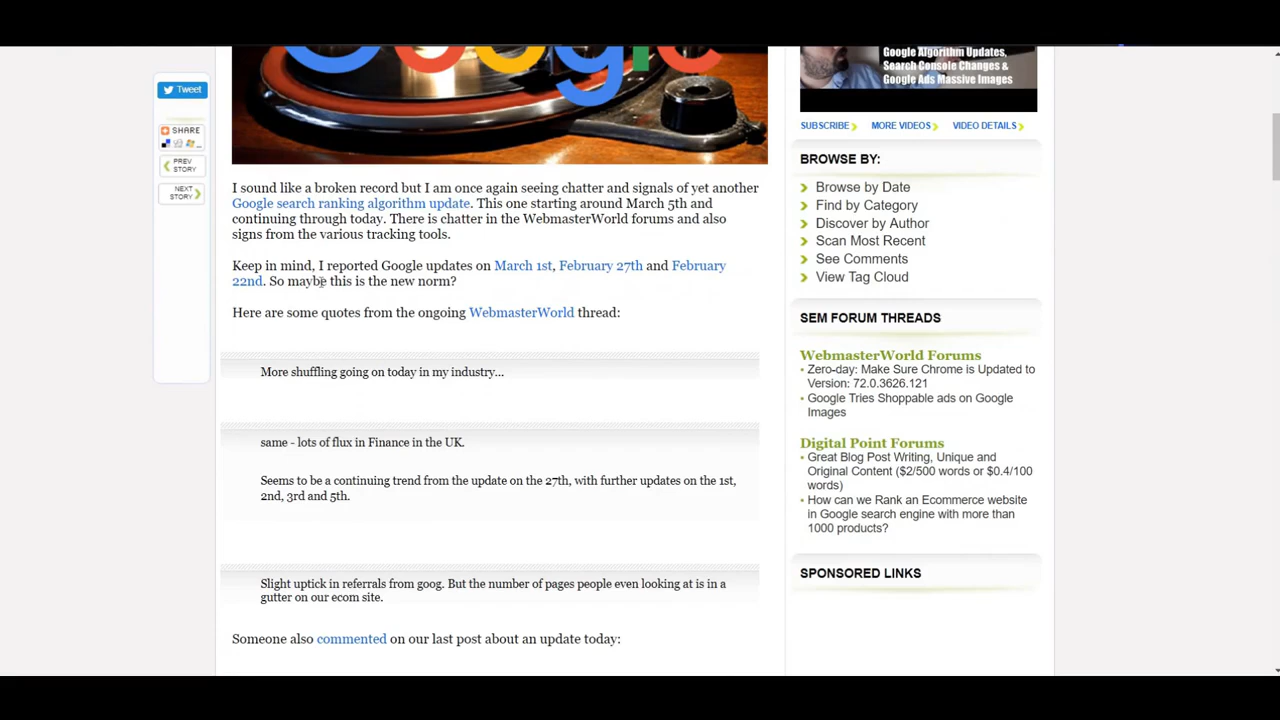 Google
Tweet
SHARE
PREV
STORY
NEXT
STORY
I sound like a broken record but I am once again seeing chatter and signals of yet another
Google search ranking algorithm update. This one starting around March 5th and
continuing through today. There is chatter in the WebmasterWorld forums and also
signs from the various tracking tools.
Keep in mind, I reported Google updates on March 1st, February 27th and February
22nd. So maybe this is the new norm?
Here are some quotes from the ongoing WebmasterWorld thread:
More shuffling going on today in my industry...
same - lots of flux in Finance in the UK.
Seems to be a continuing trend from the update on the 27th, with further updates on the 1st,
2nd, 3rd and 5th.
Slight uptick in referrals from goog. But the number of pages people even looking at is in a
gutter on our ecom site.
Someone also commented on our last post about an update today:
Google Algorithm Updates,
Search Console Changes &
Google Ads Massive Images
SUBSCRIBE MORE VIDEOS VIDEO DETAILS
BROWSE BY:
Browse by Date
Find by Category
Discover by Author
Scan Most Recent
See Comments
View Tag Cloud
SEM FORUM THREADS
WebmasterWorld Forums
• Zero-day: Make Sure Chrome is Updated to
Version: 72.0.3626.121
• Google Tries Shoppable ads on Google
Images
Digital Point Forums
• Great Blog Post Writing, Unique and
Original Content ($2/500 words or $0.4/100
words)
• How can we Rank an Ecommerce website
in Google search engine with more than
1000 products?
SPONSORED LINKS